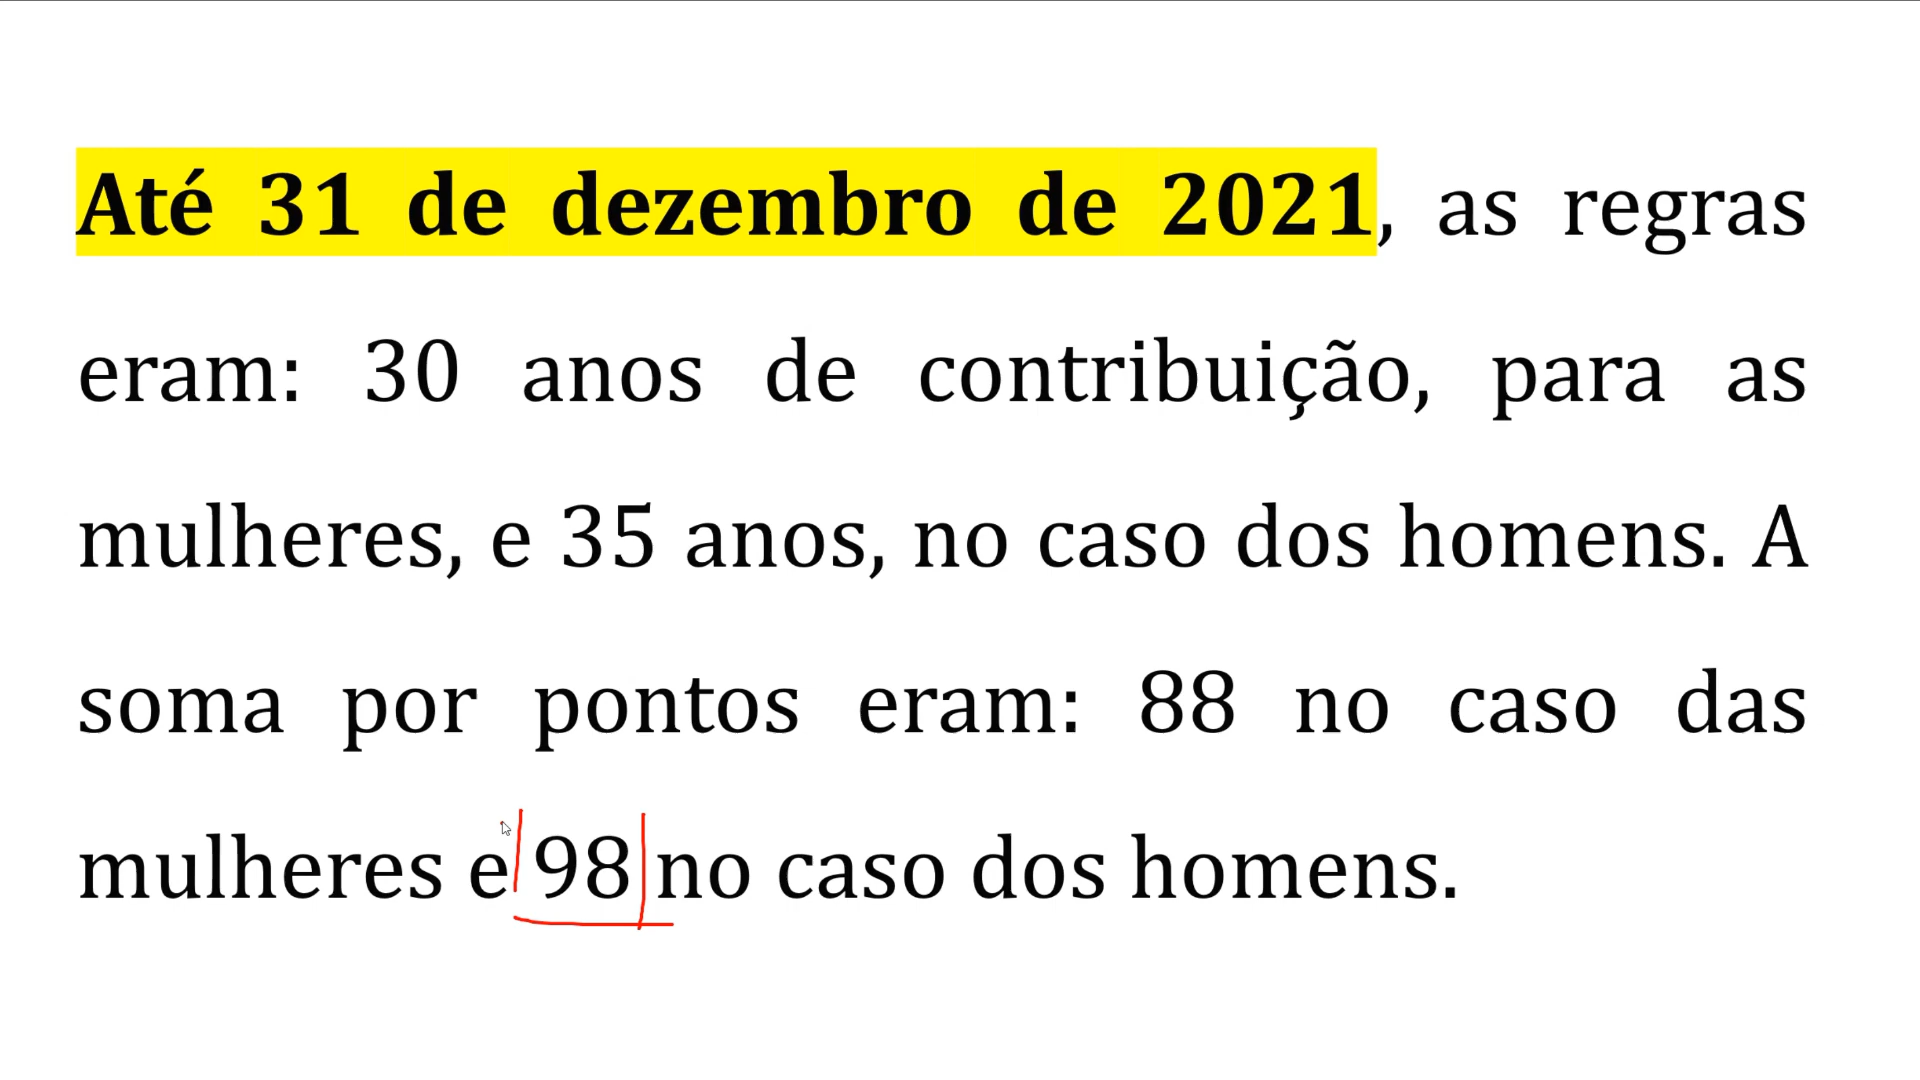 Até 31 de dezembro de 2021, as regras
eram: 30 anos de contribuição, para as
mulheres, e 35 anos, no caso dos homens. A
soma por pontos eram: 88 no caso das
mulheres e 98 no caso dos homens.